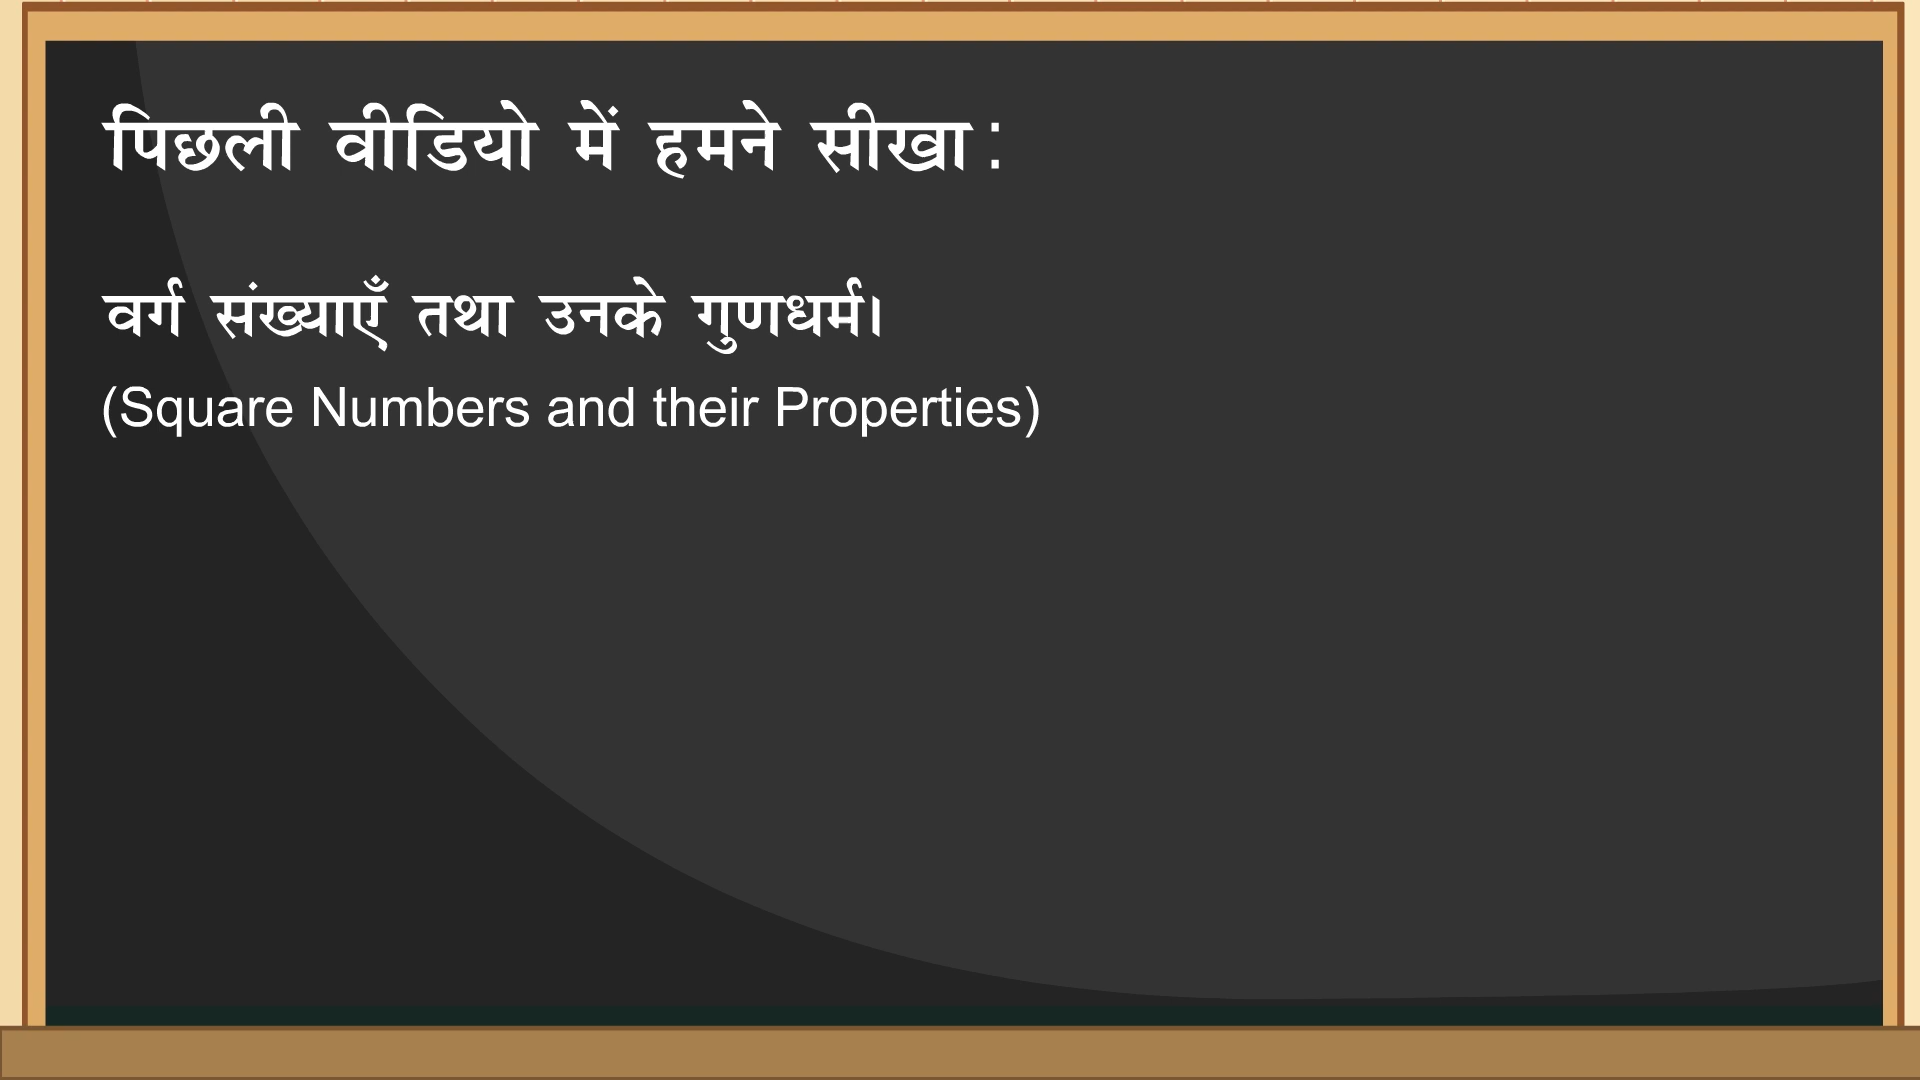 पिछली वीडियो में हमने सीखा:
वर्ग संख्याएँ तथा उनके गुणधर्म।
(Square Numbers and their Properties)